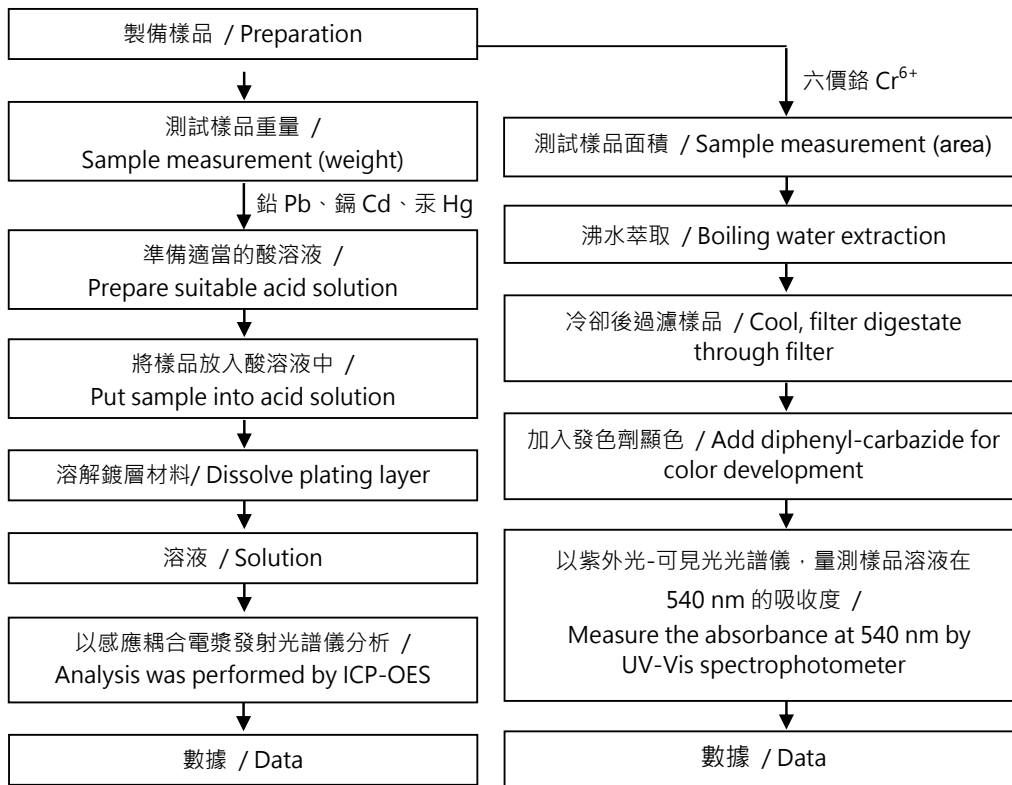 製備樣品 / Preparation
測試樣品重量 /
Sample measurement (weight)
鉛 Pb、鎘 Cd、汞 Hg
準備適當的酸溶液 /
Prepare suitable acid solution
將樣品放入酸溶液中 /
Put sample into acid solution
溶解鍍層材料/ Dissolve plating layer
溶液 / Solution
以感應耦合電漿發射光譜儀分析 /
Analysis was performed by ICP-OES
數據 / Data
六價鉻 Cr⁶⁺
測試樣品面積 / Sample measurement (area)
沸水萃取 / Boiling water extraction
冷卻後過濾樣品 / Cool, filter digestate
through filter
加入發色劑顯色 / Add diphenyl-carbazide for
color development
以紫外光-可見光光譜儀，量測樣品溶液在
540 nm 的吸收度 /
Measure the absorbance at 540 nm by
UV-Vis spectrophotometer
數據 / Data